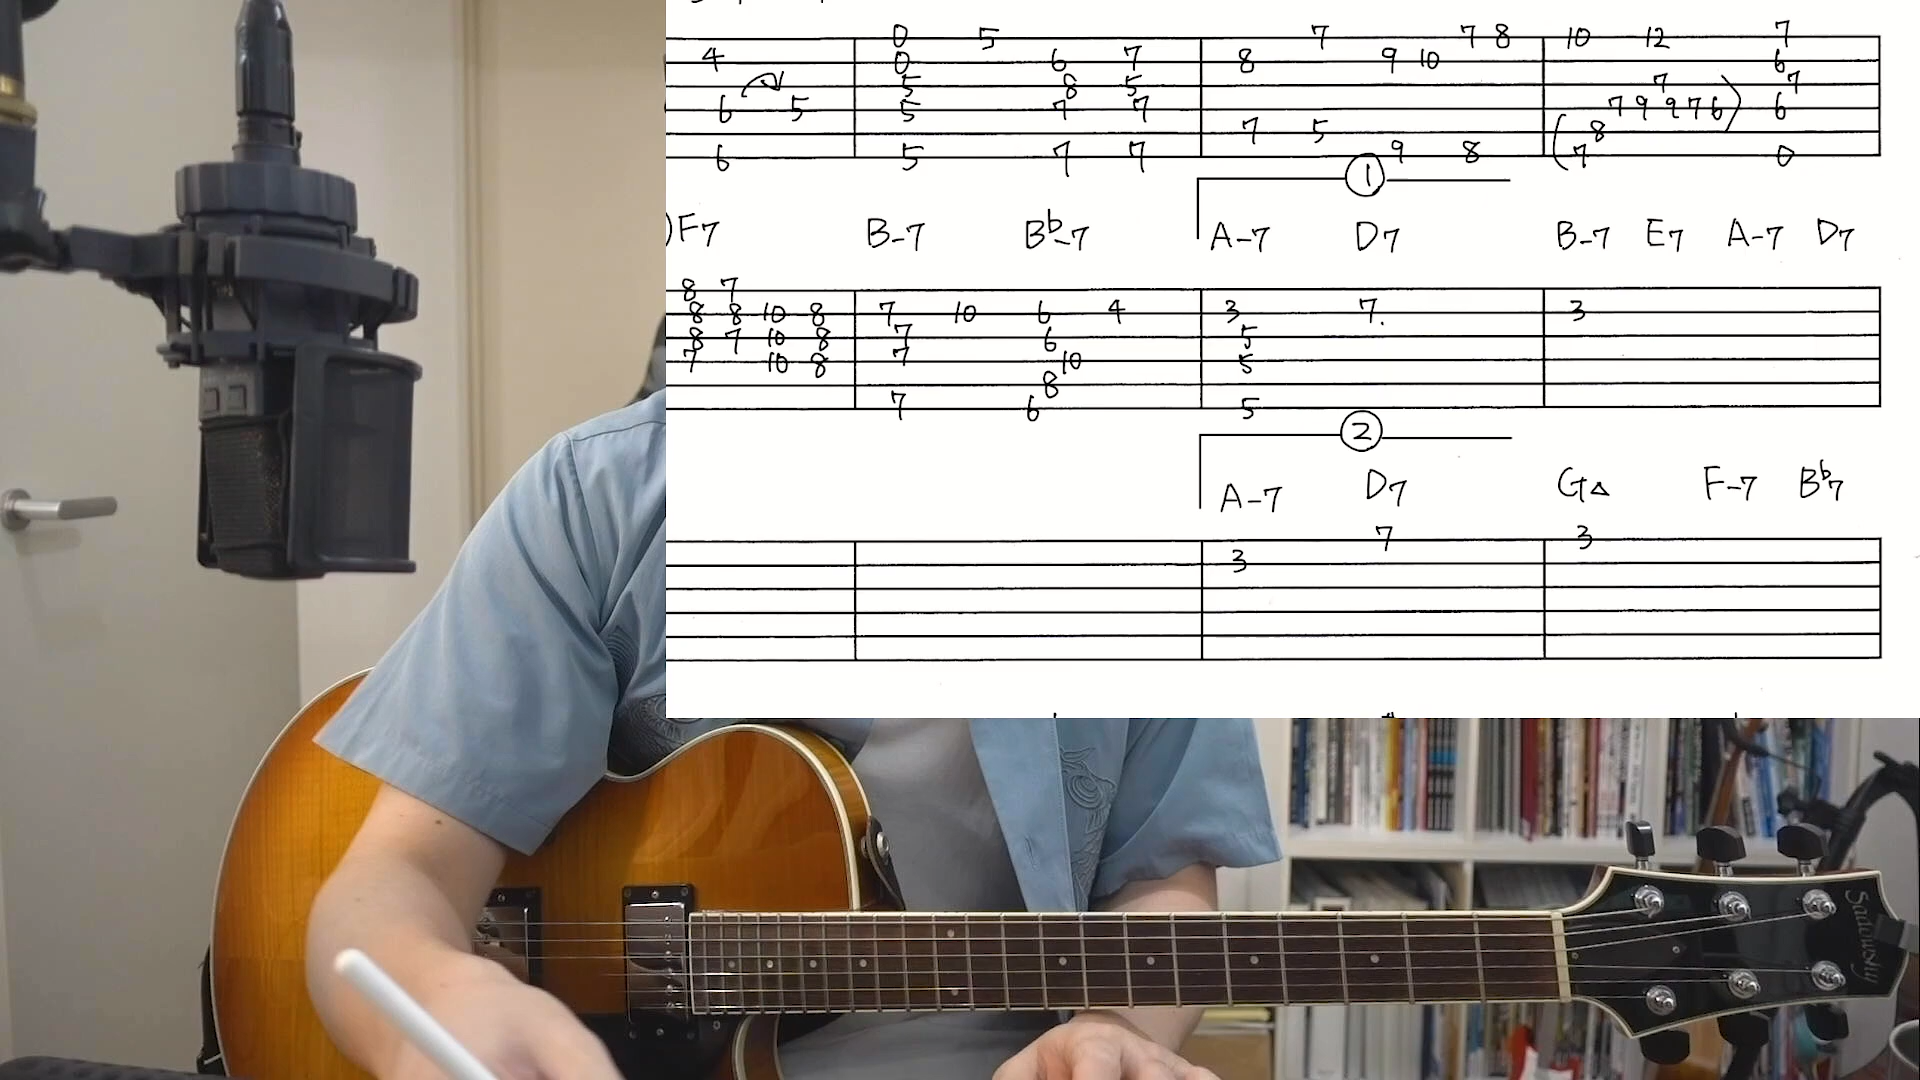 0 5 7 7 8 10 12 7
4 0 6 7 8 9 10 6
5 8 5 7 7
6 5 5 7 7 7 9 9 7 6 6
7 5 ( 8 )
6 5 7 7 9 8 7 0
①
)F7 B-7 B♭-7 A-7 D7 B-7 E7 A-7 D7
8 7
8 8 10 8 7 10 6 4 3 7. 3
8 7 10 8 7 6 5
7 10 8 7 10 5
8
7 6 5
②
A-7 D7 G△ F-7 B♭7
7 3
3
Sadowsky